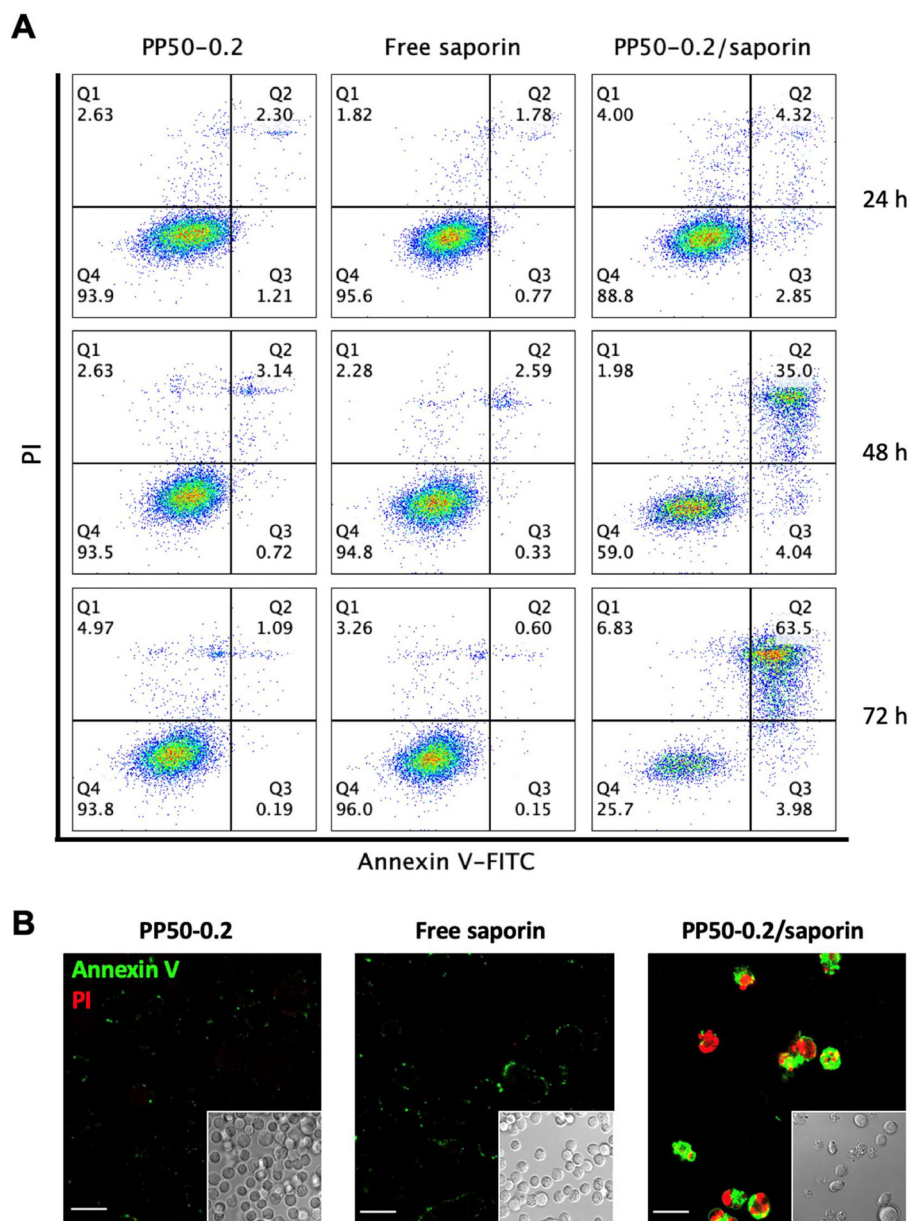 A
PP50-0.2 Free saporin PP50-0.2/saporin
Q1 Q2 Q1 Q2 Q1 Q2
2.63 2.30 1.82 1.78 4.00 4.32
24 h
Q4 Q3 Q4 Q3 Q4 Q3
93.9 1.21 95.6 0.77 88.8 2.85
Q1 Q2 Q1 Q2 Q1 Q2
2.63 3.14 2.28 2.59 1.98 35.0
PI
48 h
Q4 Q3 Q4 Q3 Q4 Q3
93.5 0.72 94.8 0.33 59.0 4.04
Q1 Q2 Q1 Q2 Q1 Q2
4.97 1.09 3.26 0.60 6.83 63.5
72 h
Q4 Q3 Q4 Q3 Q4 Q3
93.8 0.19 96.0 0.15 25.7 3.98
Annexin V-FITC
B
PP50-0.2 Free saporin PP50-0.2/saporin
Annexin V
PI